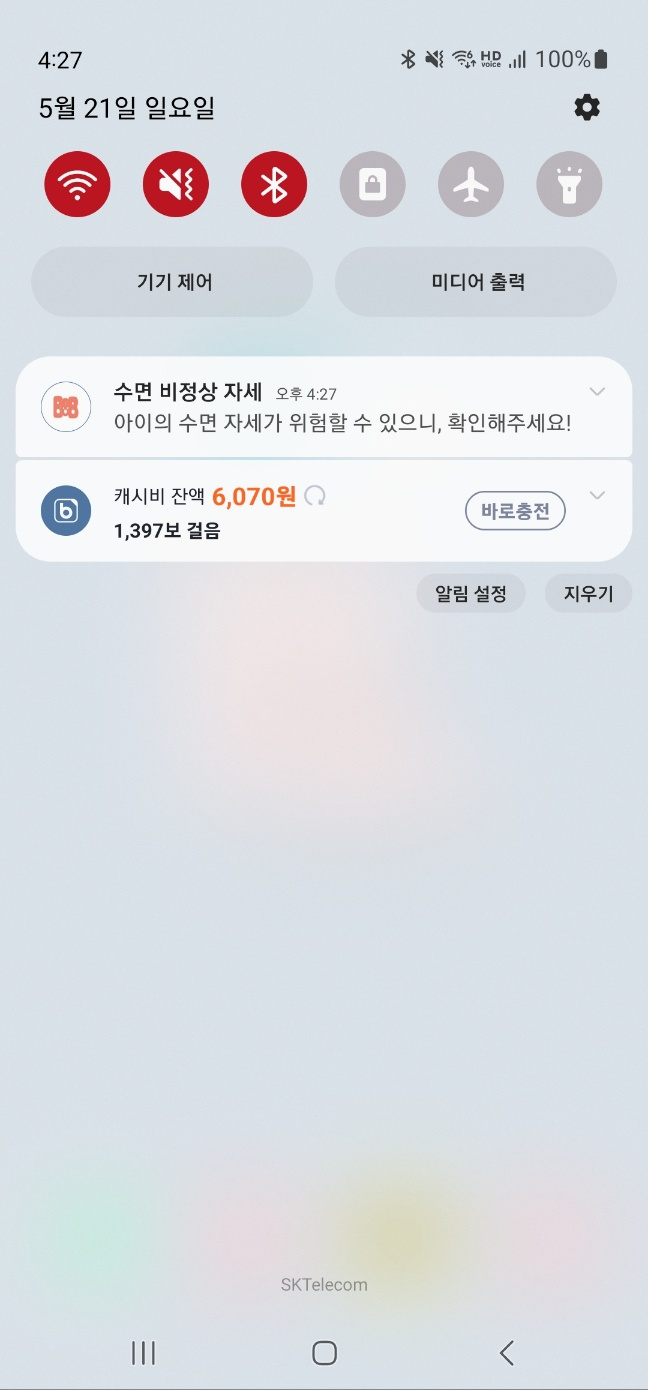 4:27
HD voice
100%
5월 21일 일요일
기기 제어
미디어 출력
수면 비정상 자세 오후 4:27
아이의 수면 자세가 위험할 수 있으니, 확인해주세요!
캐시비 잔액 6,070원
1,397보 걸음
바로충전
알림 설정
지우기
SKTelecom